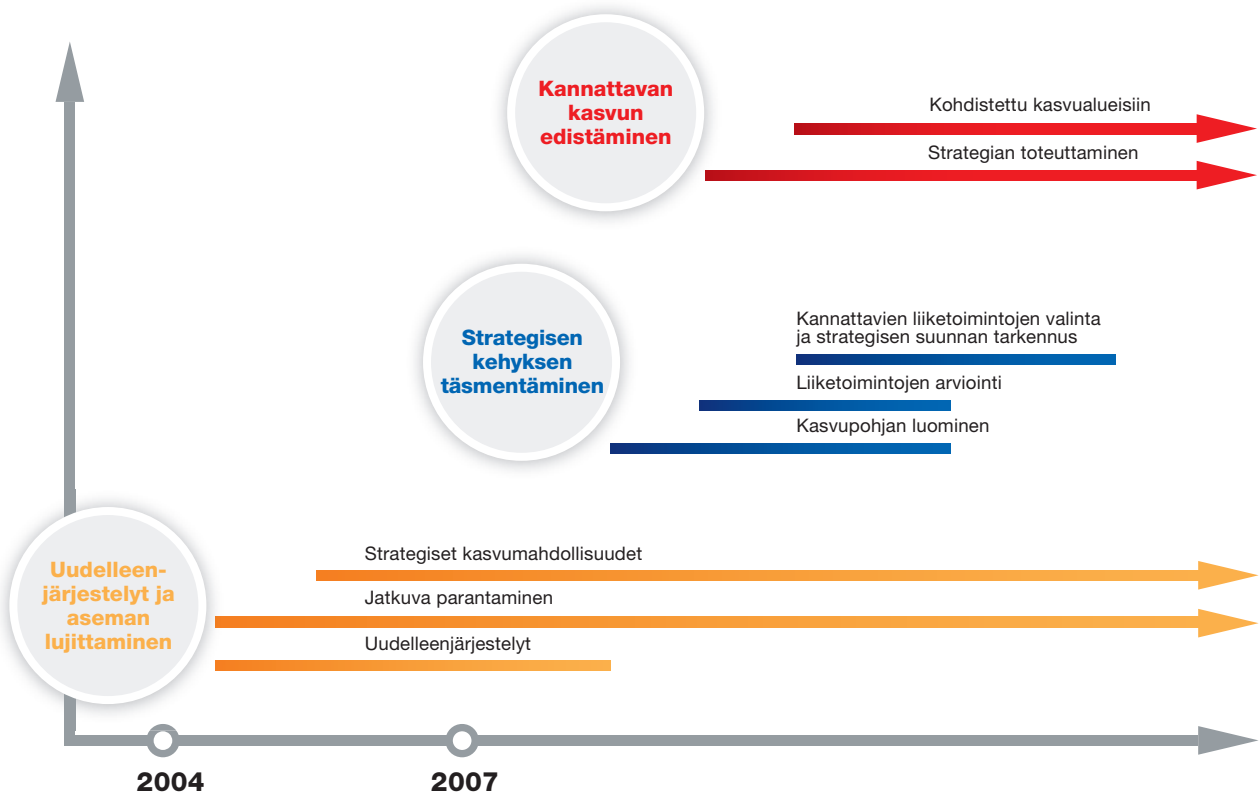 Kannattavan
kasvun
edistäminen
Kohdistettu kasvualueisiin
Strategian toteuttaminen
Strategisen
kehyksen
täsmentäminen
Kannattavien liiketoimintojen valinta
ja strategisen suunnan tarkennus
Liiketoimintojen arviointi
Kasvupohjan luominen
Uudelleen-
järjestelyt ja
aseman
lujittaminen
Strategiset kasvumahdollisuudet
Jatkuva parantaminen
Uudelleenjärjestelyt
2004
2007